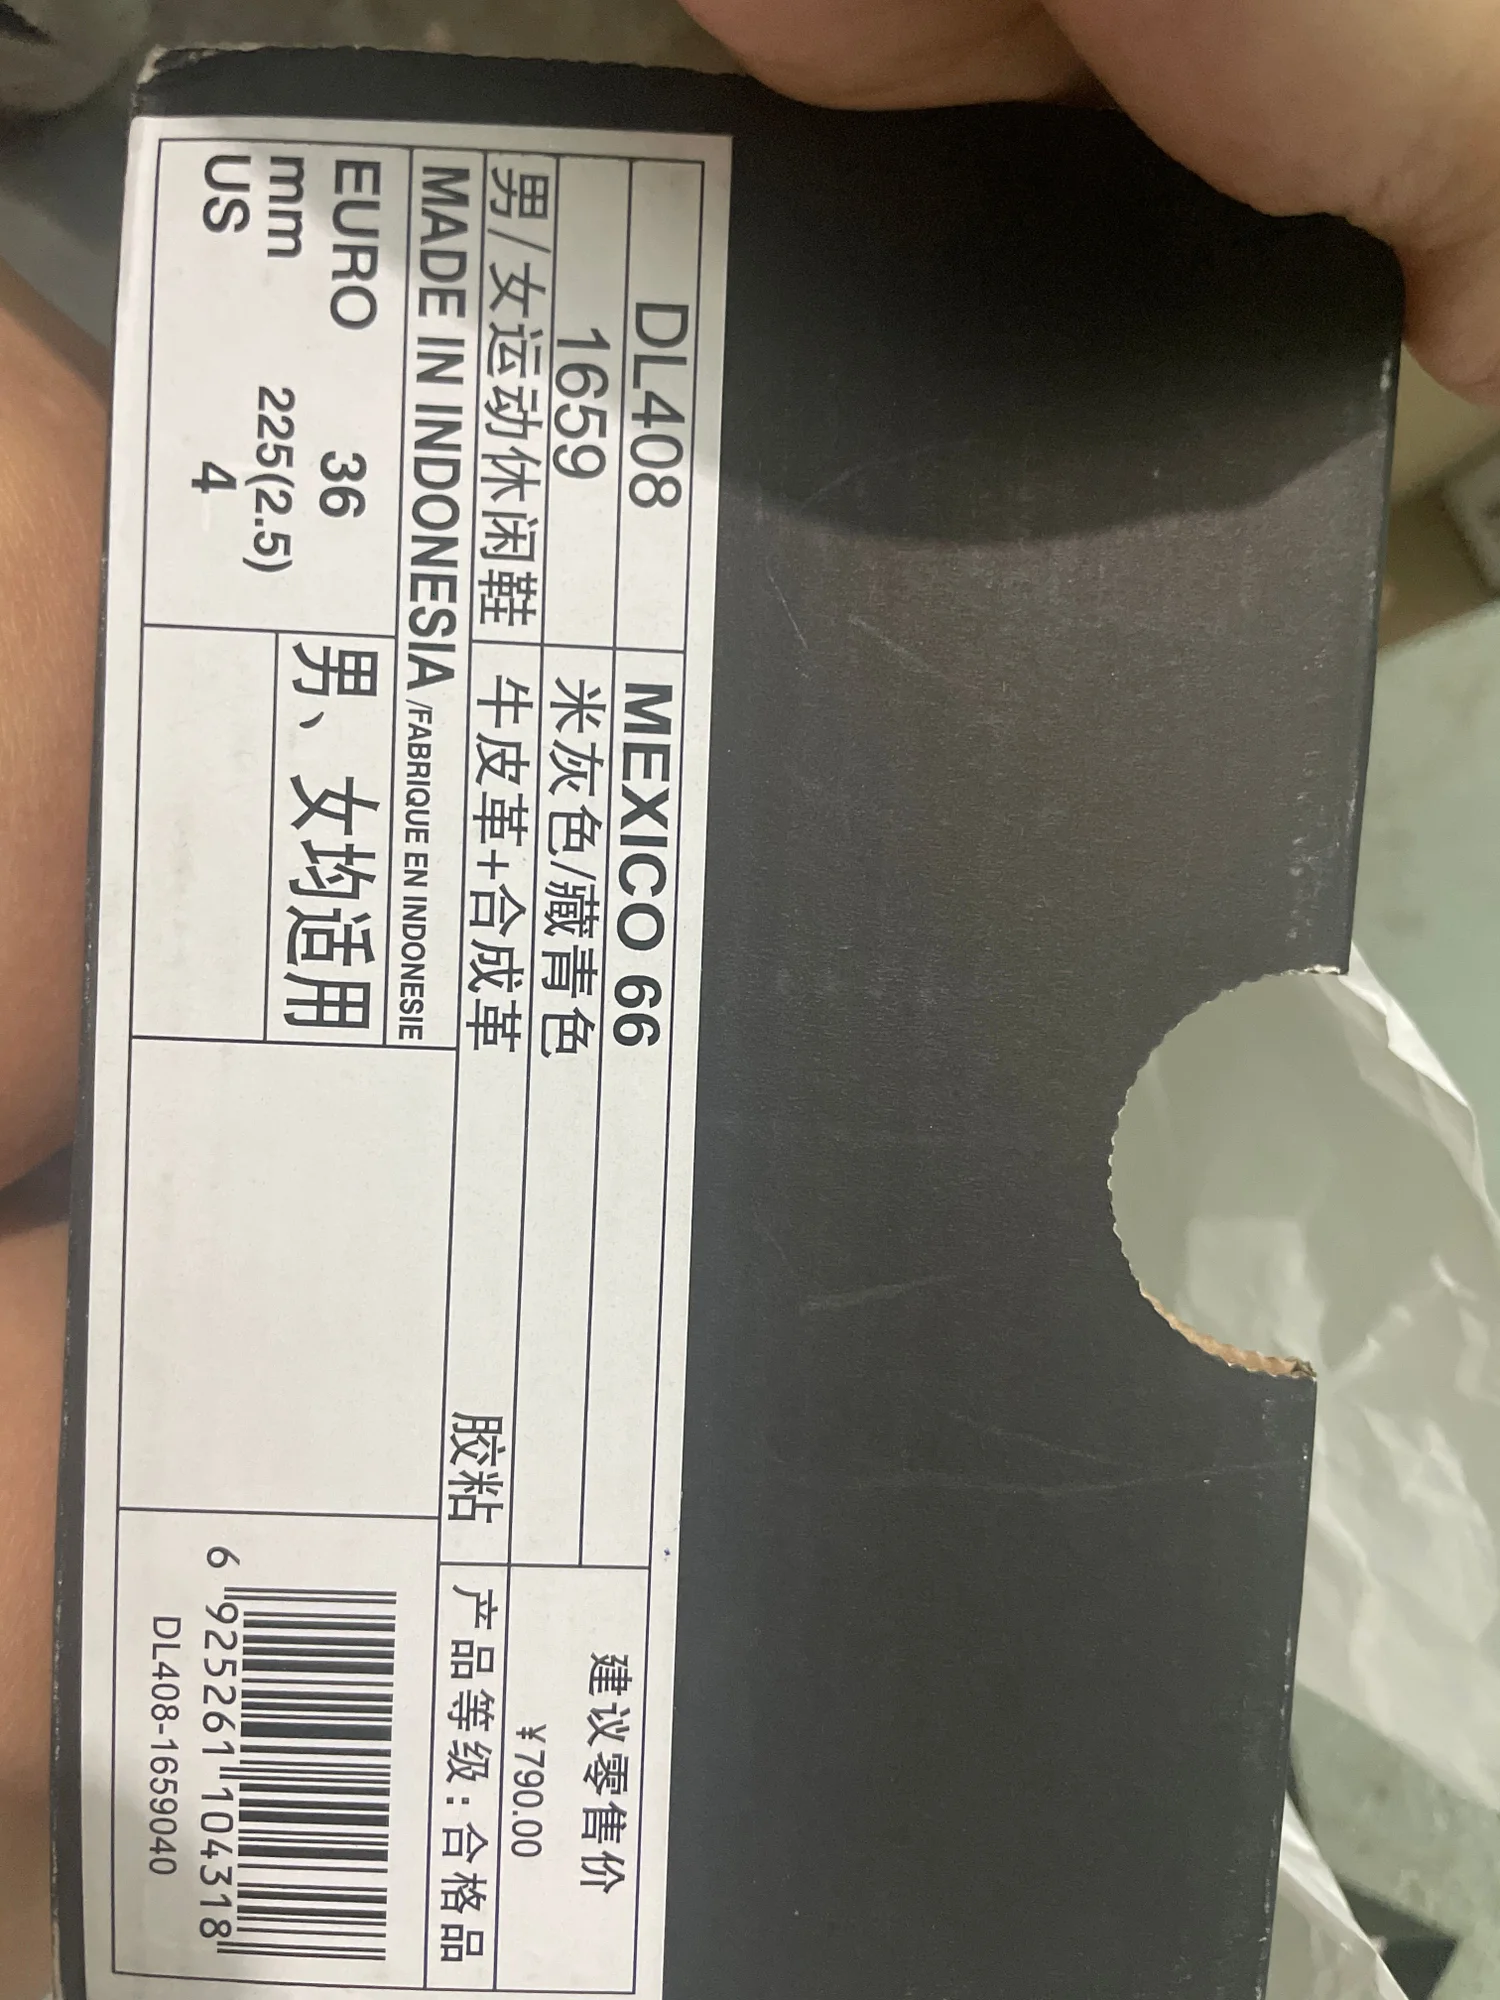 DL408 MEXICO 66
建议零售价
1659 米灰色/藏青色
¥790.00
男/女运动休闲鞋 牛皮革+合成革 胶粘 产品等级:合格品
MADE IN INDONESIA /FABRIQUE EN INDONESIE
EURO 36
mm 225(2.5)
US 4
男、女均适用
6 925261 104318
DL408-1659040